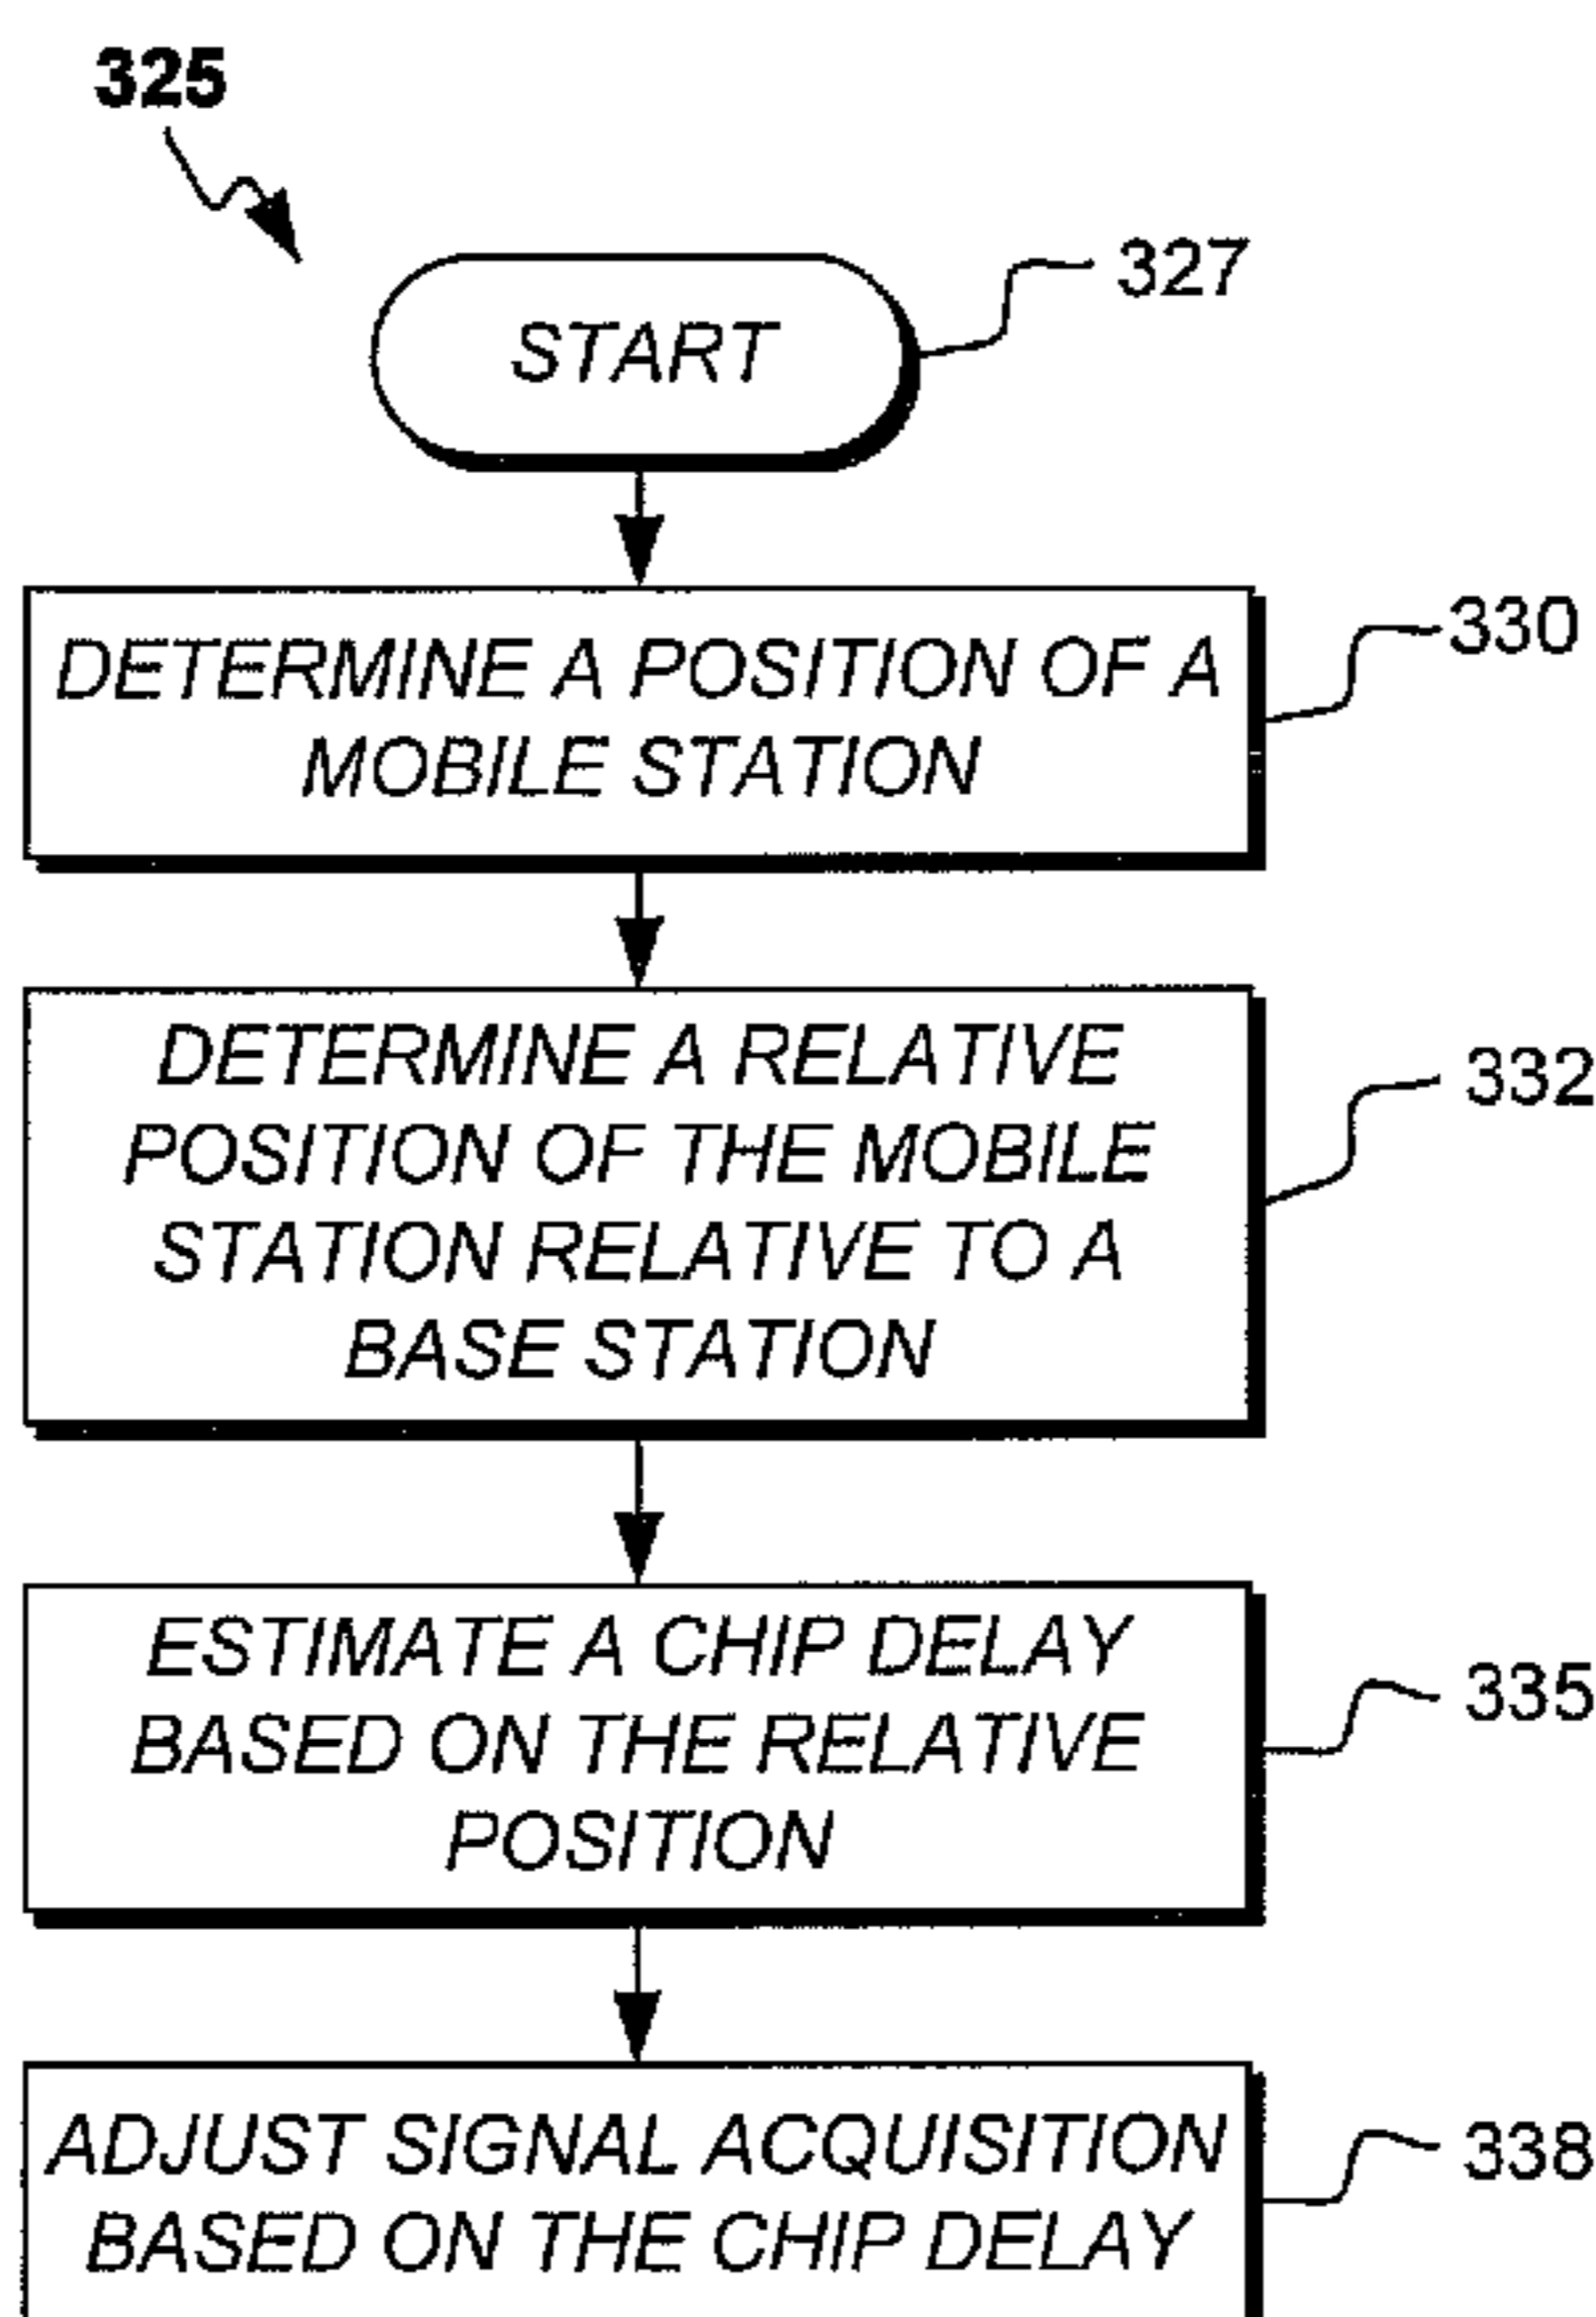 325
START
327
DETERMINE A POSITION OF A
MOBILE STATION
330
DETERMINE A RELATIVE
POSITION OF THE MOBILE
STATION RELATIVE TO A
BASE STATION
332
ESTIMATE A CHIP DELAY
BASED ON THE RELATIVE
POSITION
335
ADJUST SIGNAL ACQUISITION
BASED ON THE CHIP DELAY
338